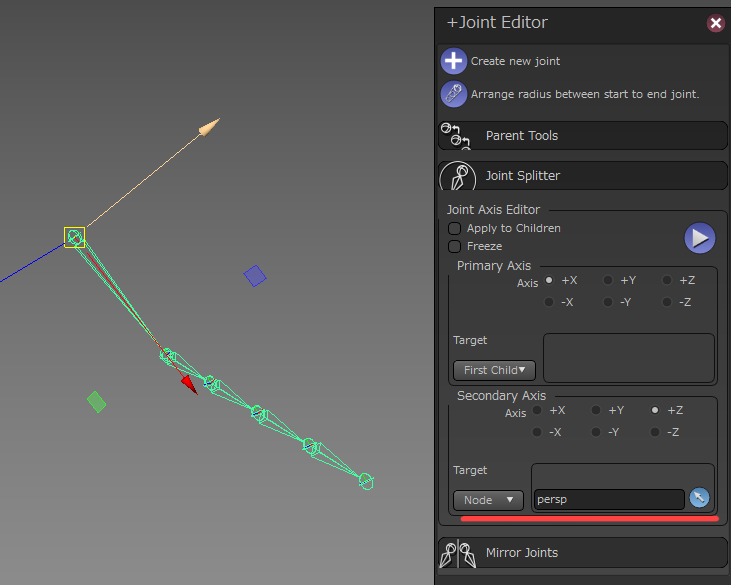 +Joint Editor
Create new joint
Arrange radius between start to end joint.
Parent Tools
Joint Splitter
Joint Axis Editor
Apply to Children
Freeze
Primary Axis
Axis +X +Y +Z
-X -Y -Z
Target
First Child
Secondary Axis
Axis +X +Y +Z
-X -Y -Z
Target
Node persp
Mirror Joints